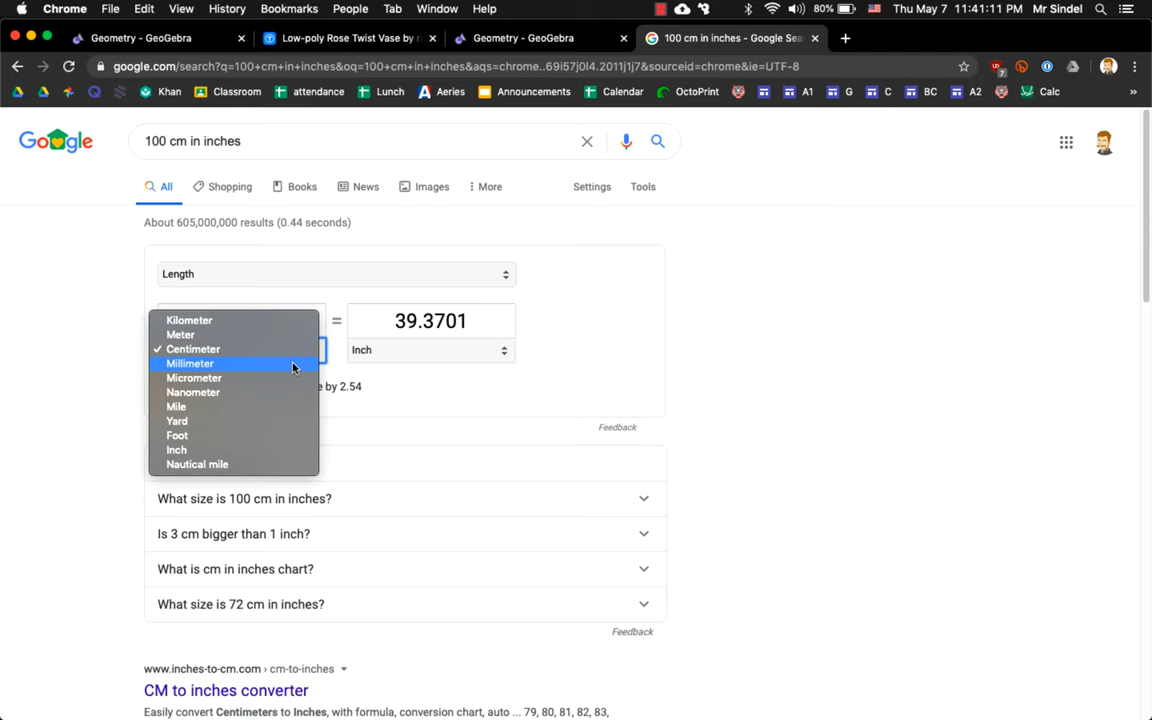 Chrome File Edit View History Bookmarks People Tab Window Help 80% Thu May 7 11:41:11 PM Mr Sindel
Geometry - GeoGebra Low-poly Rose Twist Vase by Geometry - GeoGebra 100 cm in inches - Google Sea
google.com/search?q=100+cm+in+inches&oq=100+cm+in+inches&aqs=chrome..69i57j0l4.2011j1j7&sourceid=chrome&ie=UTF-8
Khan Classroom attendance Lunch Aeries Announcements Calendar OctoPrint A1 G C BC A2 Calc »
Google
100 cm in inches
All Shopping Books News Images More Settings Tools
About 605,000,000 results (0.44 seconds)
Length
Kilometer
= 39.3701
Meter
Centimeter
Inch
Millimeter
Micrometer
e by 2.54
Nanometer
Mile
Yard
Feedback
Foot
Inch
Nautical mile
What size is 100 cm in inches?
Is 3 cm bigger than 1 inch?
What is cm in inches chart?
What size is 72 cm in inches?
Feedback
www.inches-to-cm.com › cm-to-inches
CM to inches converter
Easily convert Centimeters to Inches, with formula, conversion chart, auto ... 79, 80, 81, 82, 83,